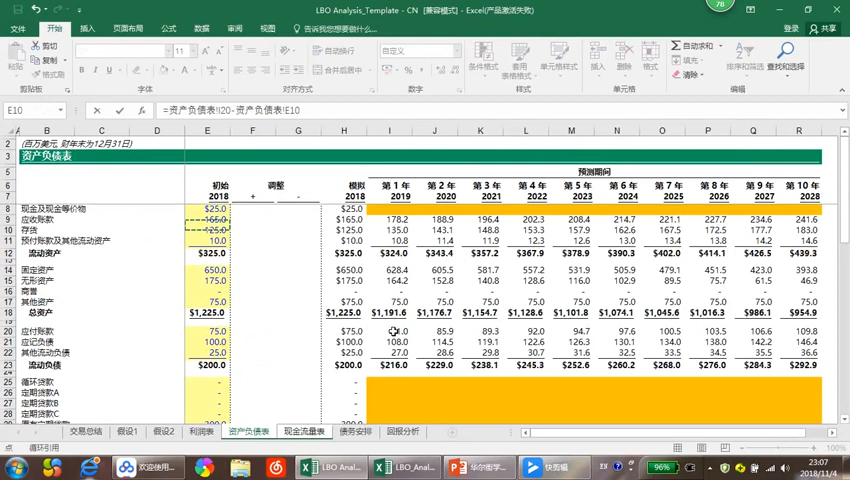 78
LBO Analysis_Template - CN [兼容模式] - Excel(产品激活失败)
文件 开始 插入 页面布局 公式 数据 审阅 视图 告诉我您想要做什么... 登录 共享
剪切 11 自动换行 自定义 自动求和
复制 填充
粘贴 格式刷 B I U 合并后居中 % 条件格式 套用表格格式 单元格样式 插入 删除 格式 清除 排序和筛选 查找和选择
剪贴板 字体 对齐方式 数字 样式 单元格 编辑
E10 =资产负债表!I20-资产负债表!E10
A B C D E F G H I J K L M N O P Q R
2 (百万美元, 财年末为12月31日)
3 资产负债表
5 预测期间
6 初始 调整 模拟 第 1 年 第 2 年 第 3 年 第 4 年 第 5 年 第 6 年 第 7 年 第 8 年 第 9 年 第 10 年
7 2018 + - 2018 2019 2020 2021 2022 2023 2024 2025 2026 2027 2028
8 现金及现金等价物 $25.0 $25.0
9 应收账款 165.0 $165.0 178.2 188.9 196.4 202.3 208.4 214.7 221.1 227.7 234.6 241.6
10 存货 125.0 $125.0 135.0 143.1 148.8 153.3 157.9 162.6 167.5 172.5 177.7 183.0
11 预付账款及其他流动资产 10.0 $10.0 10.8 11.4 11.9 12.3 12.6 13.0 13.4 13.8 14.2 14.6
12 流动资产 $325.0 $325.0 $324.0 $343.4 $357.2 $367.9 $378.9 $390.3 $402.0 $414.1 $426.5 $439.3
14 固定资产 650.0 $650.0 628.4 605.5 581.7 557.2 531.9 505.9 479.1 451.5 423.0 393.8
15 无形资产 175.0 $175.0 164.2 152.8 140.9 128.6 116.0 102.9 89.5 75.7 61.5 46.9
16 商誉 - - - - - - - - - - - -
17 其他资产 75.0 $75.0 75.0 75.0 75.0 75.0 75.0 75.0 75.0 75.0 75.0 75.0
18 总资产 $1,225.0 $1,225.0 $1,191.6 $1,176.7 $1,154.7 $1,128.6 $1,101.8 $1,074.1 $1,045.6 $1,016.3 $986.1 $954.9
20 应付账款 75.0 $75.0 85.9 89.3 92.0 94.7 97.6 100.5 103.5 106.6 109.8
21 应记负债 100.0 $100.0 108.0 114.5 119.1 122.6 126.3 130.1 134.0 138.0 142.2 146.4
22 其他流动负债 25.0 $25.0 27.0 28.6 29.8 30.7 31.6 32.5 33.5 34.5 35.5 36.6
23 流动负债 $200.0 $200.0 $216.0 $229.0 $238.1 $245.3 $252.6 $260.2 $268.0 $276.0 $284.3 $292.9
25 循环贷款 - -
26 定期贷款A - -
27 定期贷款B - -
28 定期贷款C - -
交易总结 假设1 假设2 利润表 资产负债表 现金流量表 债务安排 回报分析
点 循环引用 100%
欢迎使用... LBO Anal... LBO_Anal... 华尔街学... 快剪辑 EN 96% 23:07
2018/11/4